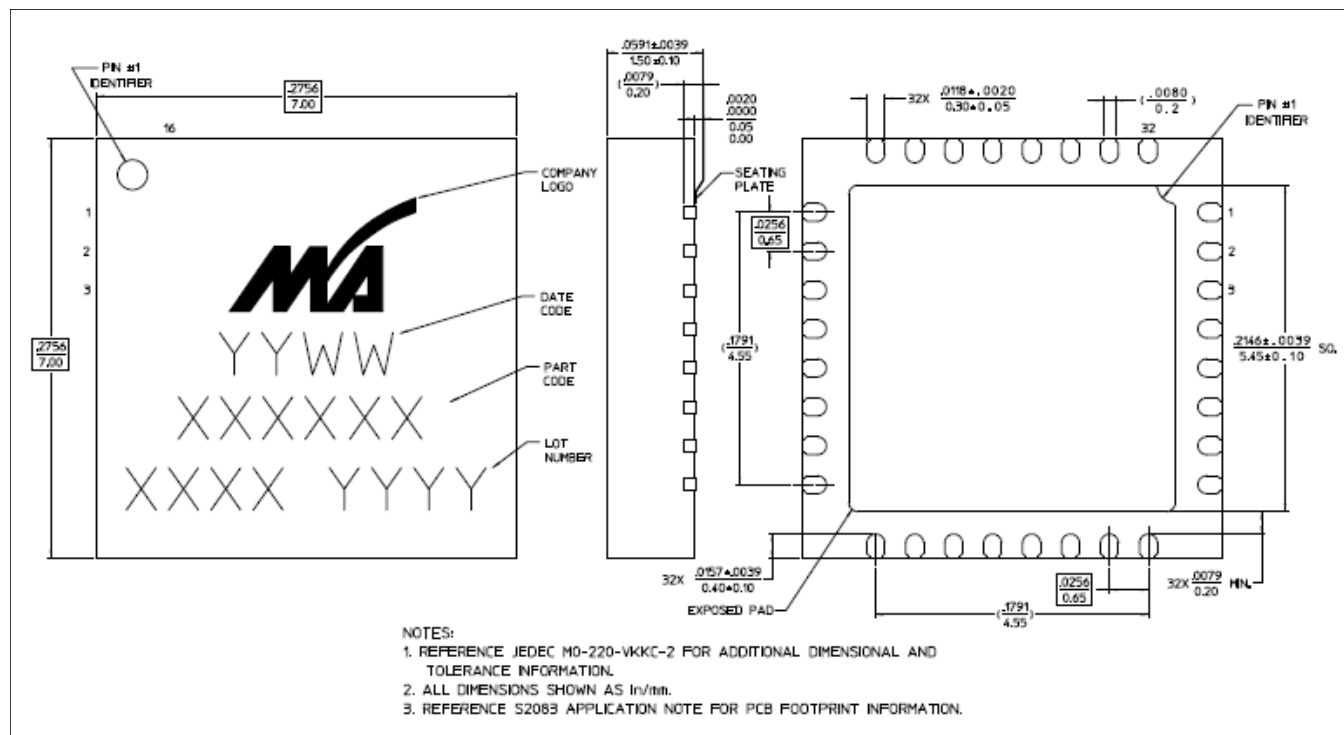 PIN #1
IDENTIFIER
.2756
7.00
16
1
2
3
.2756
7.00
COMPANY
LOGO
MA
DATE
CODE
YYWW
PART
CODE
XXXXXX
LOT
NUMBER
XXXX YYYY
.0591±.0039
1.50±0.10
(.0079
0.20)
.0020
.0000
0.05
0.00
SEATING
PLATE
.0256
0.65
(.1791
4.55)
32X .0118±.0020
0.30±0.05
(.0080
0.2)
32
PIN #1
IDENTIFIER
1
2
3
.2146±.0039 SQ.
5.45±0.10
32X .0157±.0039
0.40±0.10
EXPOSED PAD
.0256
0.65
(.1791
4.55)
32X .0079 MIN.
0.20
NOTES:
1. REFERENCE JEDEC MO-220-VKKC-2 FOR ADDITIONAL DIMENSIONAL AND
TOLERANCE INFORMATION.
2. ALL DIMENSIONS SHOWN AS in/mm.
3. REFERENCE S2083 APPLICATION NOTE FOR PCB FOOTPRINT INFORMATION.